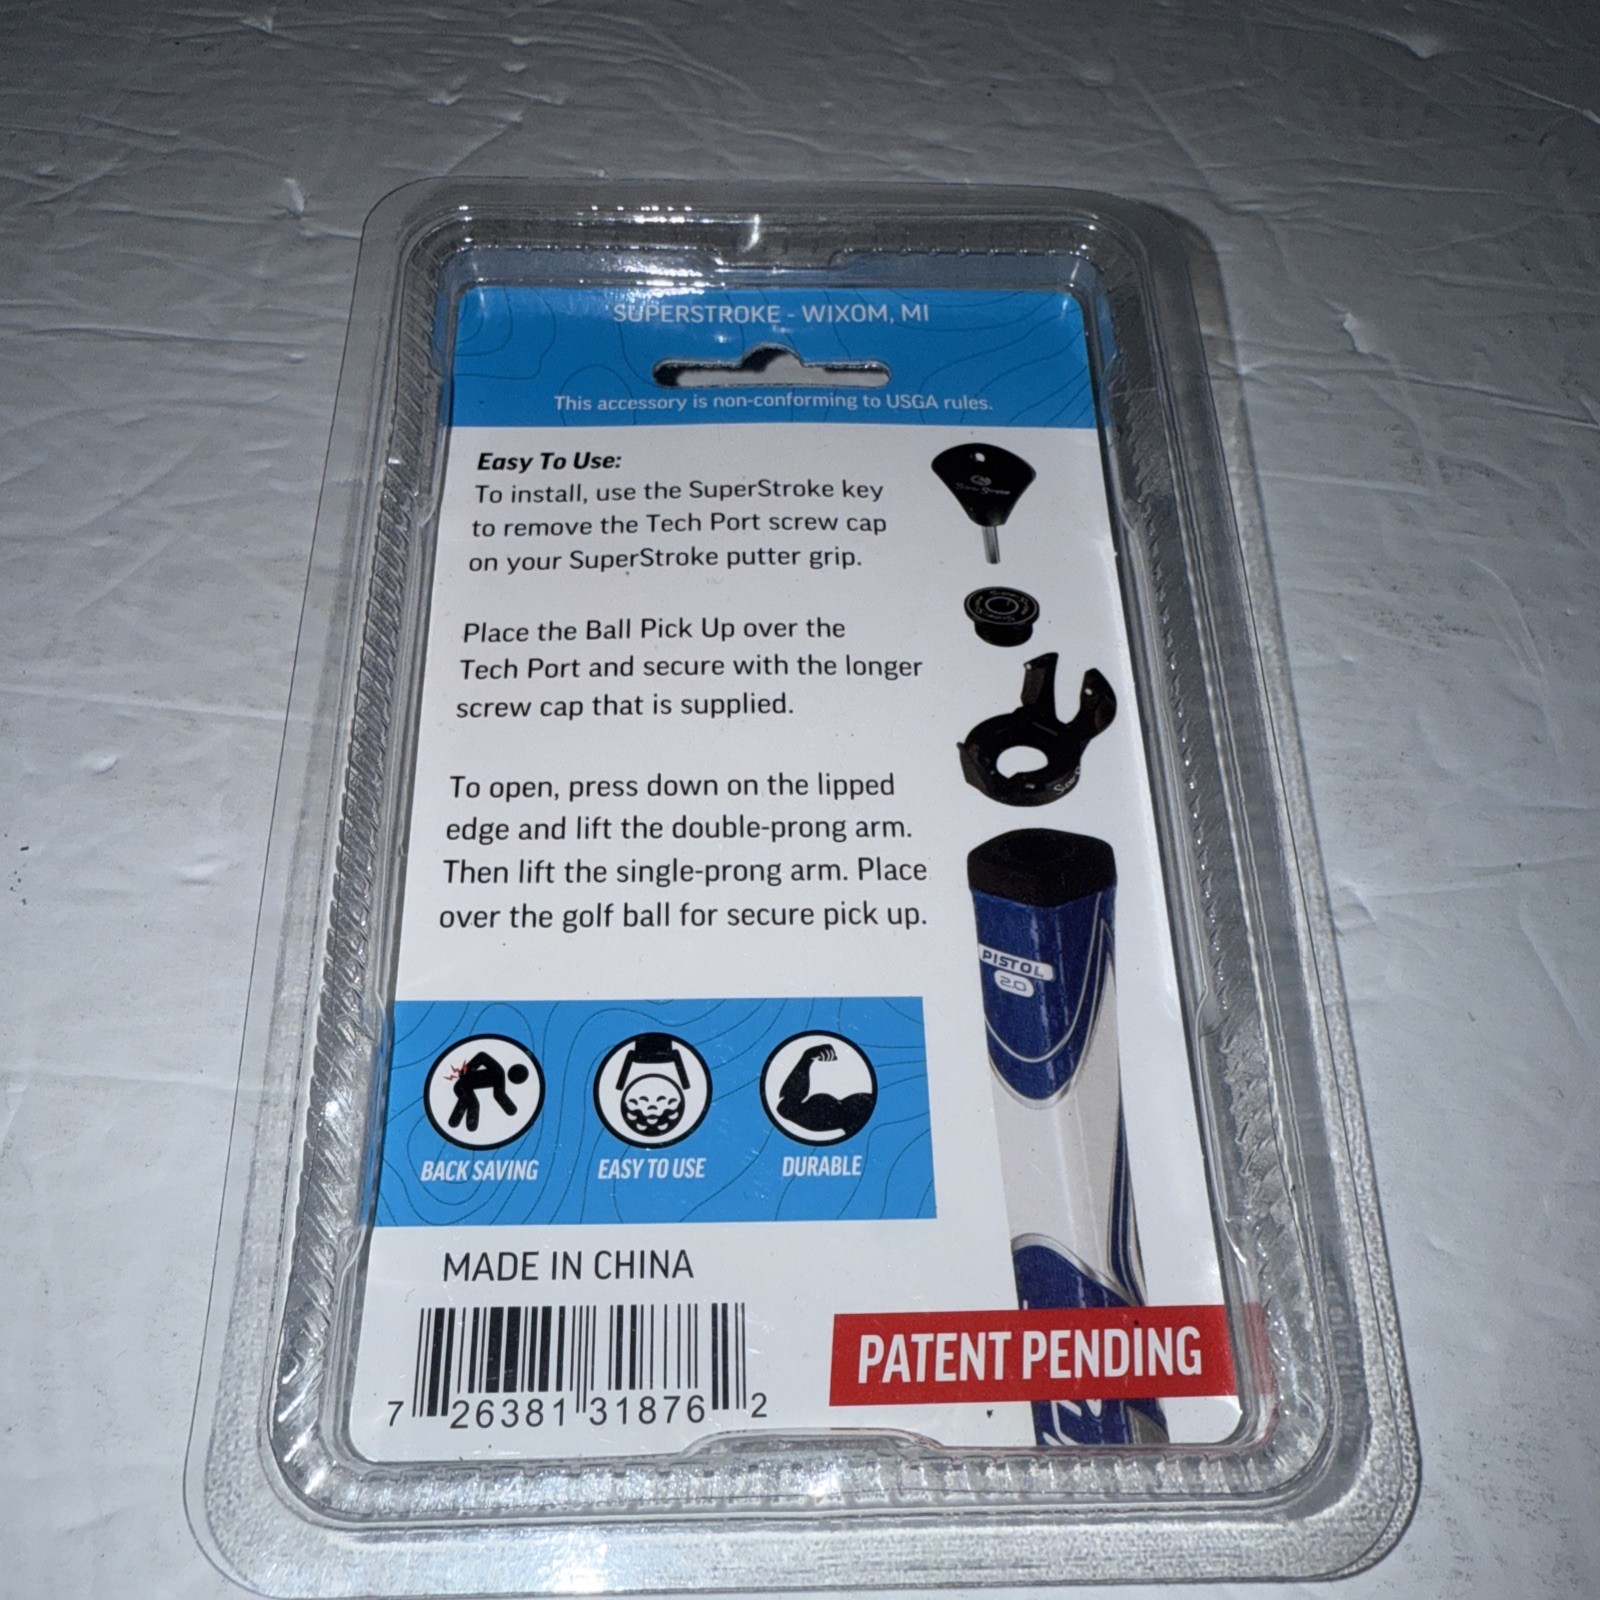 SUPERSTROKE - WIXOM, MI
This accessory is non-conforming to USGA rules.
Easy To Use:
To install, use the SuperStroke key
to remove the Tech Port screw cap
on your SuperStroke putter grip.
Place the Ball Pick Up over the
Tech Port and secure with the longer
screw cap that is supplied.
To open, press down on the lipped
edge and lift the double-prong arm.
Then lift the single-prong arm. Place
over the golf ball for secure pick up.
Super Stroke
PISTOL
2.0
BACK SAVING
EASY TO USE
DURABLE
MADE IN CHINA
7 26381 31876 2
PATENT PENDING